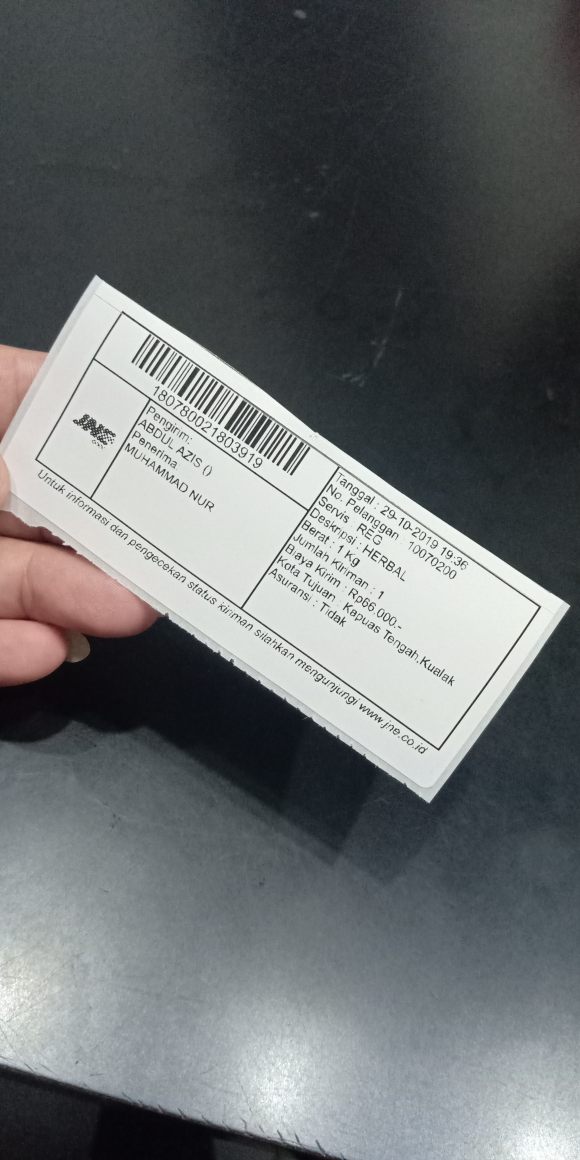 180780021803919
JNE
Pengirim:
ABDUL AZIS ()
Penerima
MUHAMMAD NUR
Tanggal : 29-10-2019 19:36
No. Pelanggan : 10070200
Servis : REG
Deskripsi : HERBAL
Berat : 1 Kg
Jumlah Kiriman : 1
Biaya Kirim : Rp66.000.-
Kota Tujuan : Kapuas Tengah,Kualak
Asuransi : Tidak
Untuk informasi dan pengecekan status kiriman silahkan mengunjungi www.jne.co.id